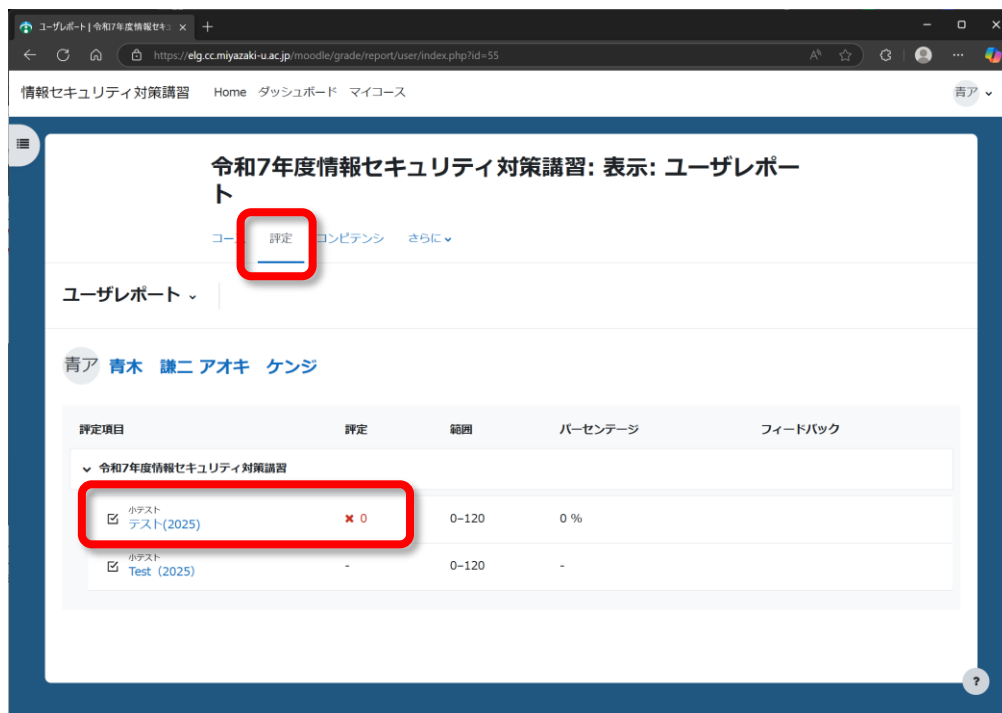 ユーザレポート | 令和7年度情報セキュ
https://elg.cc.miyazaki-u.ac.jp/moodle/grade/report/user/index.php?id=55
情報セキュリティ対策講習 Home ダッシュボード マイコース 青ア
令和7年度情報セキュリティ対策講習: 表示: ユーザレポー
ト
評定 さらに
ユーザレポート
青ア 青木 謙二 アオキ ケンジ
評定項目 評定 範囲 パーセンテージ フィードバック
令和7年度情報セキュリティ対策講習
小テスト
テスト(2025) 0 0–120 0 %
小テスト
Test（2025） - 0–120 -
?